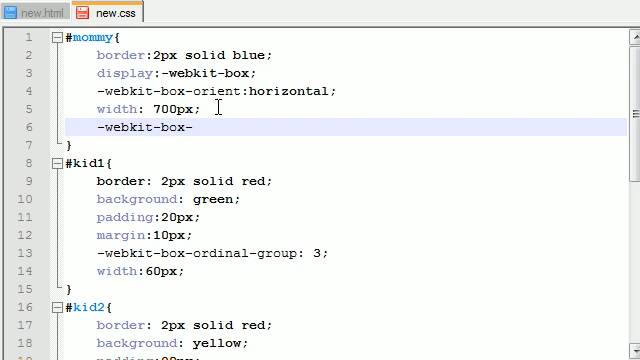 new.html new.css
1 #mommy{
2 border:2px solid blue;
3 display:-webkit-box;
4 -webkit-box-orient:horizontal;
5 width: 700px;
6 -webkit-box-
7 }
8 #kid1{
9 border: 2px solid red;
10 background: green;
11 padding:20px;
12 margin:10px;
13 -webkit-box-ordinal-group: 3;
14 width:60px;
15 }
16 #kid2{
17 border: 2px solid red;
18 background: yellow;